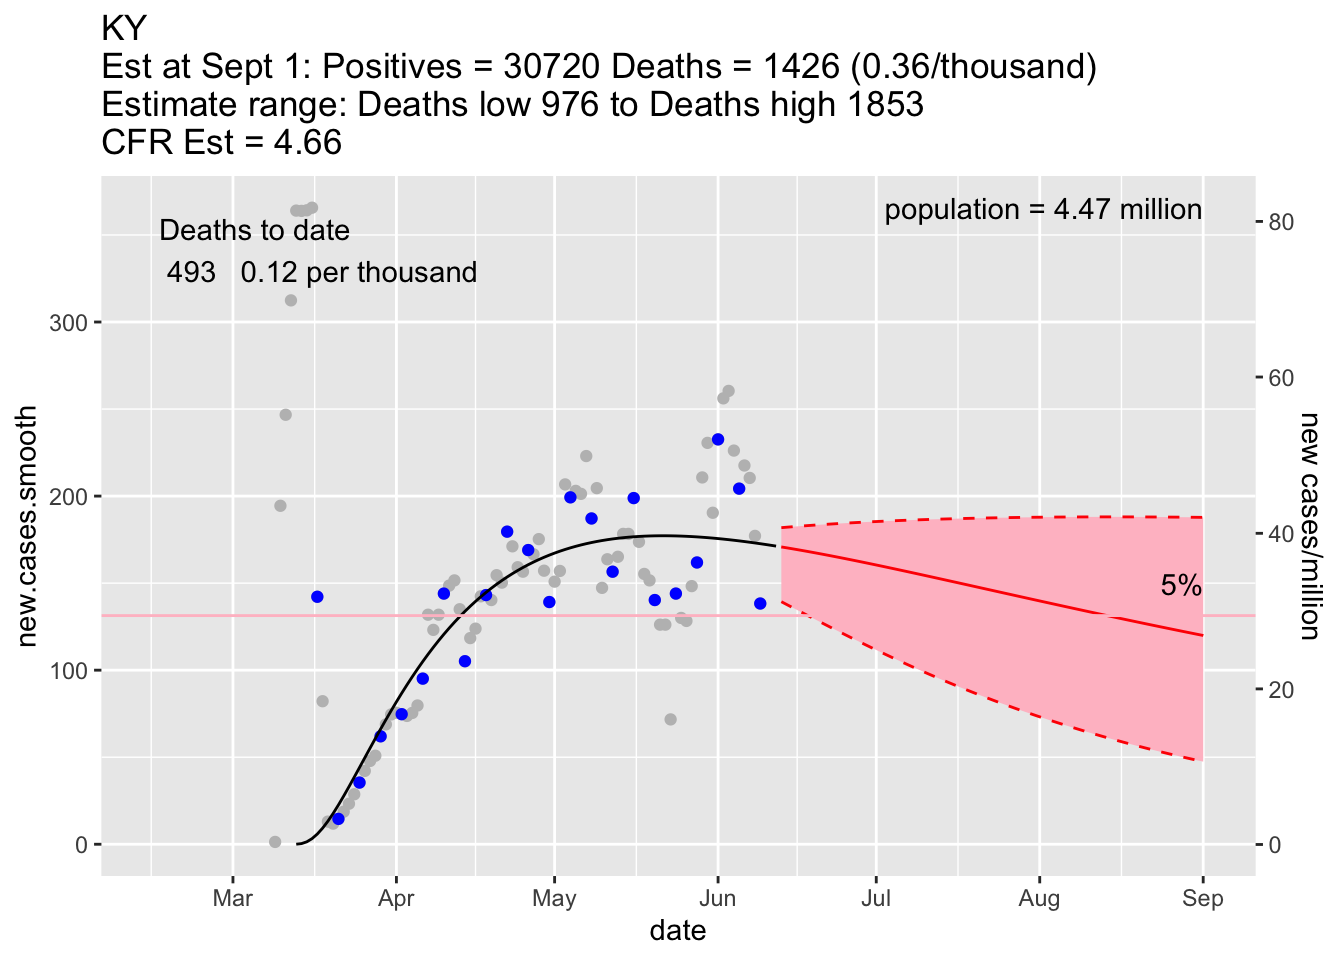 KY
Est at Sept 1: Positives = 30720 Deaths = 1426 (0.36/thousand)
Estimate range: Deaths low 976 to Deaths high 1853
CFR Est = 4.66
Deaths to date
493 0.12 per thousand
population = 4.47 million
5%
new.cases.smooth
300
200
100
0
80
60
40
20
0
new cases/million
Mar Apr May Jun Jul Aug Sep
date